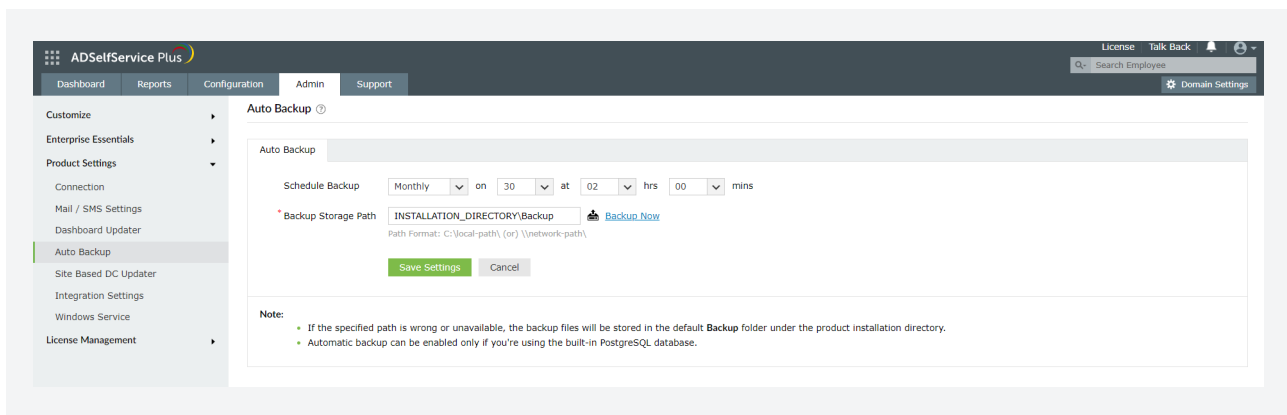 License Talk Back
ADSelfService Plus
Search Employee
Dashboard Reports Configuration Admin Support
Domain Settings
Customize
Enterprise Essentials
Product Settings
Connection
Mail / SMS Settings
Dashboard Updater
Auto Backup
Site Based DC Updater
Integration Settings
Windows Service
License Management
Auto Backup ?
Auto Backup
Schedule Backup Monthly on 30 at 02 hrs 00 mins
* Backup Storage Path INSTALLATION_DIRECTORY\Backup Backup Now
Path Format: C:\local-path\ (or) \\network-path\
Save Settings Cancel
Note:
• If the specified path is wrong or unavailable, the backup files will be stored in the default Backup folder under the product installation directory.
• Automatic backup can be enabled only if you're using the built-in PostgreSQL database.